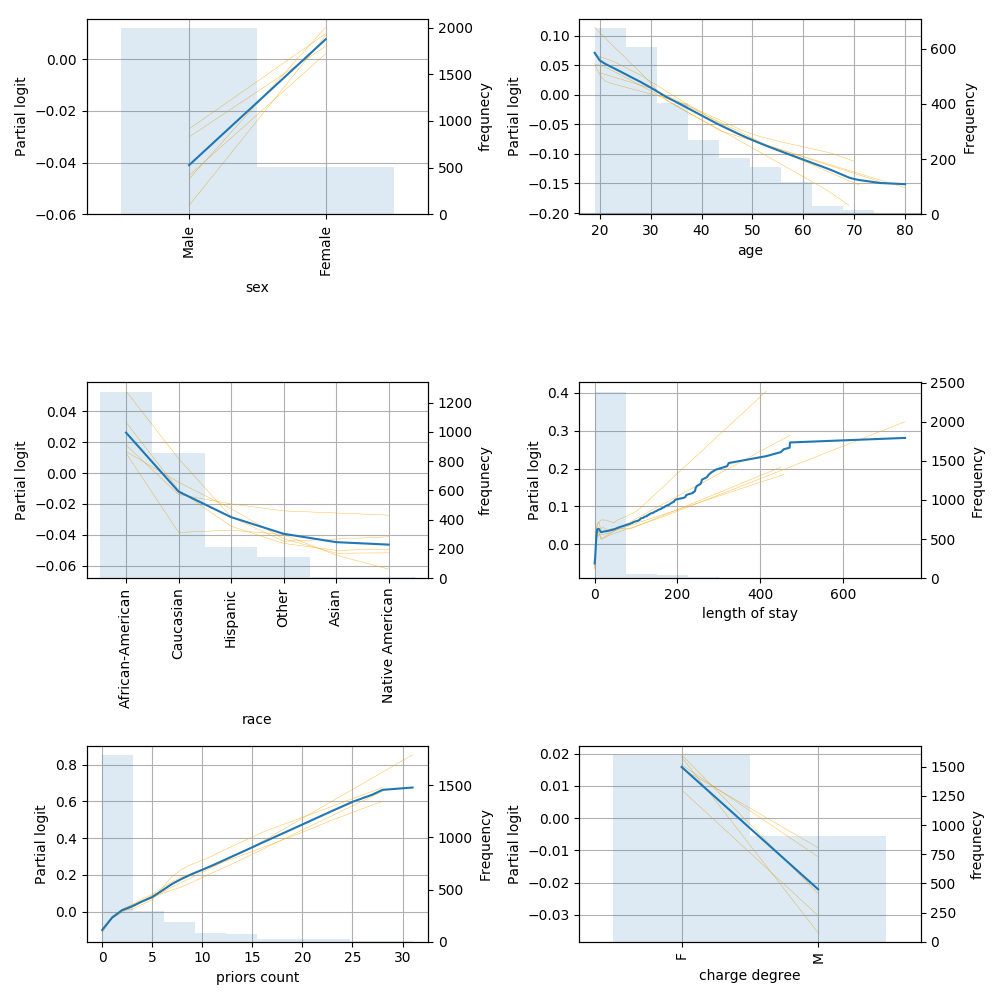 0.00
−0.02
−0.04
−0.06
Partial logit
2000
1500
1000
500
0
frequnecy
Male
Female
sex
0.10
0.05
0.00
−0.05
−0.10
−0.15
−0.20
Partial logit
600
400
200
0
Frequency
20 30 40 50 60 70 80
age
0.04
0.02
0.00
−0.02
−0.04
−0.06
Partial logit
1200
1000
800
600
400
200
0
frequnecy
African-American
Caucasian
Hispanic
Other
Asian
Native American
race
0.4
0.3
0.2
0.1
0.0
Partial logit
2500
2000
1500
1000
500
0
Frequency
0 200 400 600
length of stay
0.8
0.6
0.4
0.2
0.0
Partial logit
1500
1000
500
0
Frequency
0 5 10 15 20 25 30
priors count
0.02
0.01
0.00
−0.01
−0.02
−0.03
Partial logit
1500
1250
1000
750
500
250
0
frequnecy
F
M
charge degree